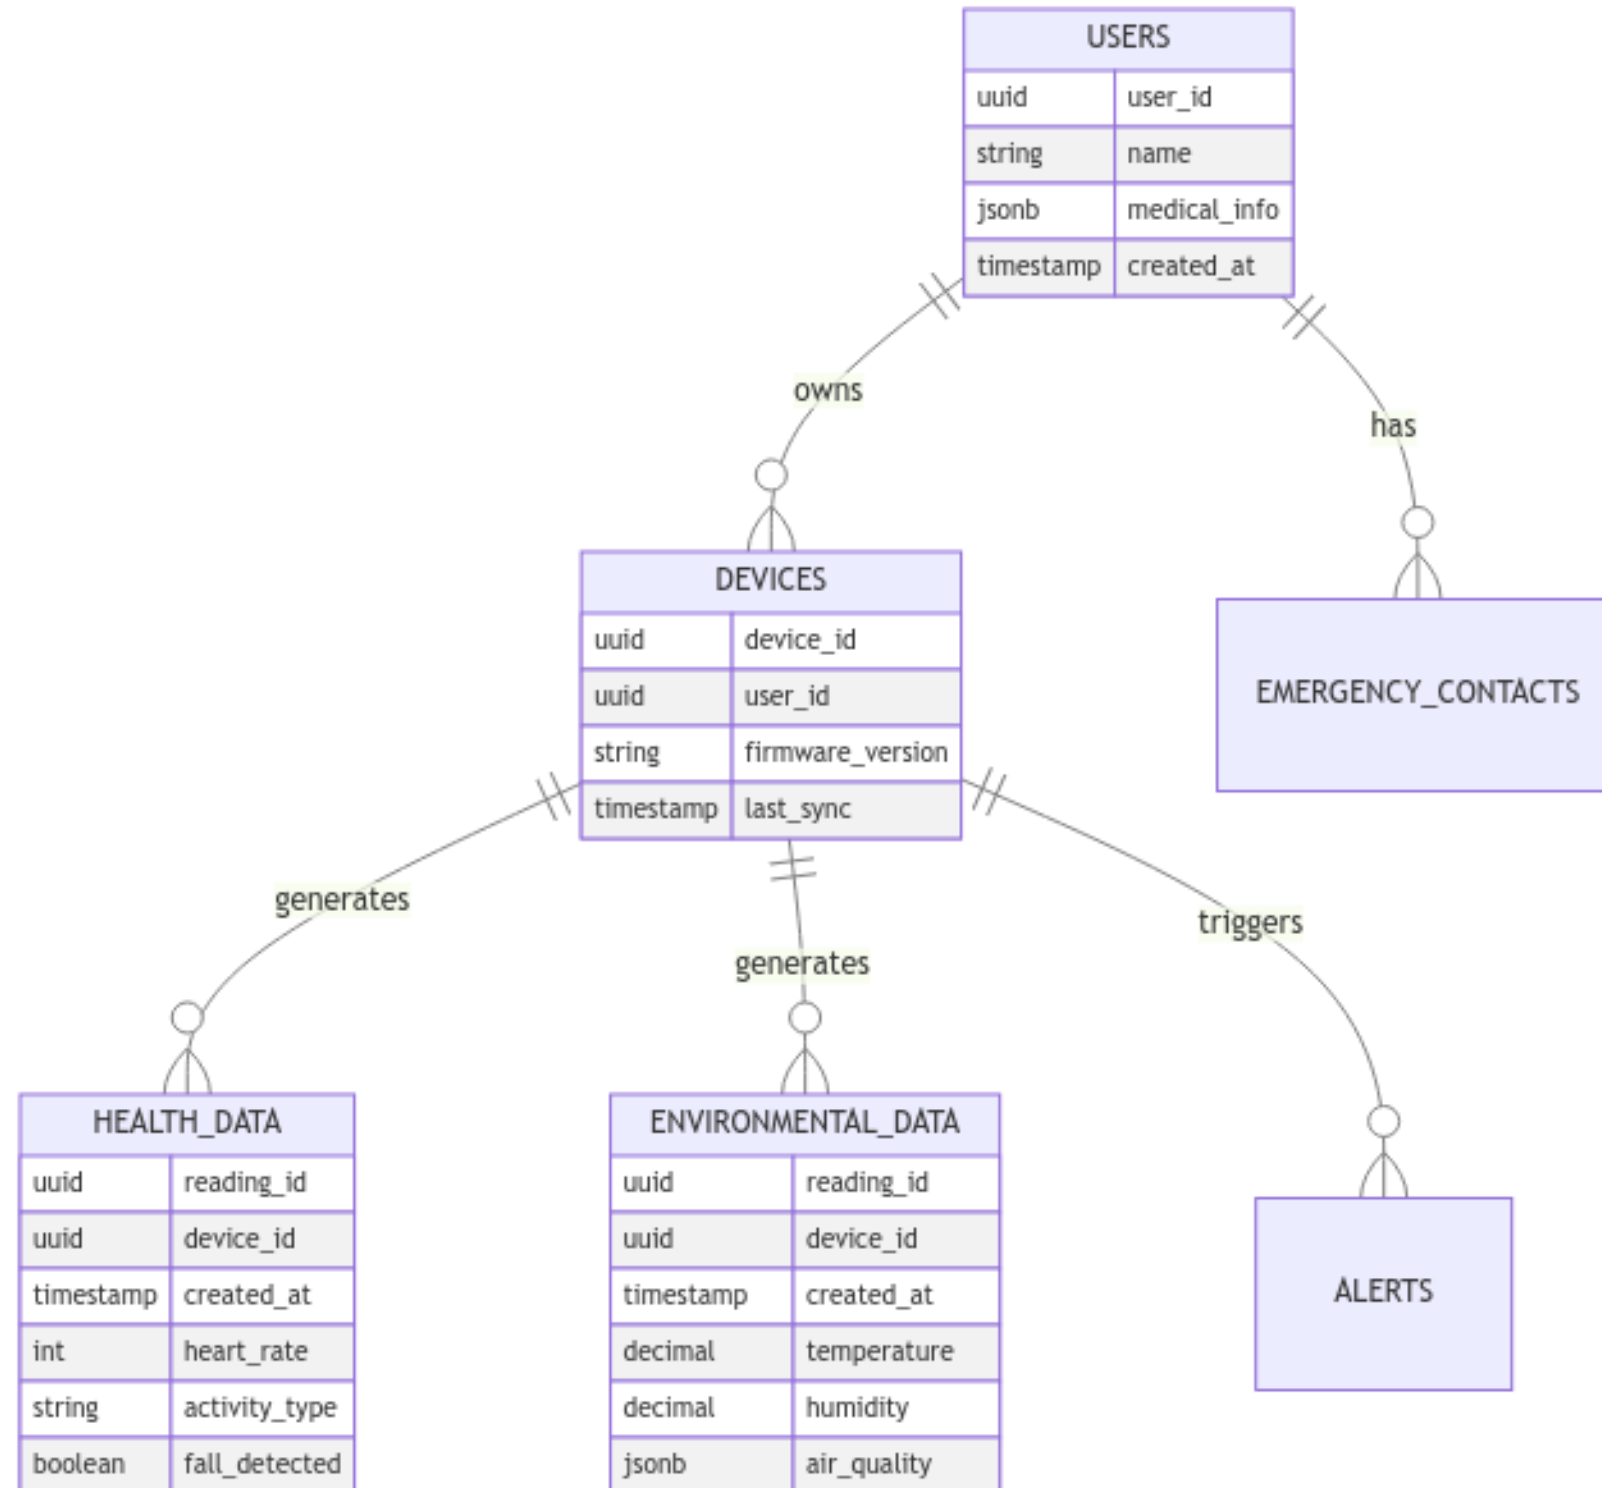 USERS
uuid user_id
string name
jsonb medical_info
timestamp created_at
owns
has
DEVICES
uuid device_id
uuid user_id
string firmware_version
timestamp last_sync
EMERGENCY_CONTACTS
generates
generates
triggers
HEALTH_DATA
uuid reading_id
uuid device_id
timestamp created_at
int heart_rate
string activity_type
boolean fall_detected
ENVIRONMENTAL_DATA
uuid reading_id
uuid device_id
timestamp created_at
decimal temperature
decimal humidity
jsonb air_quality
ALERTS